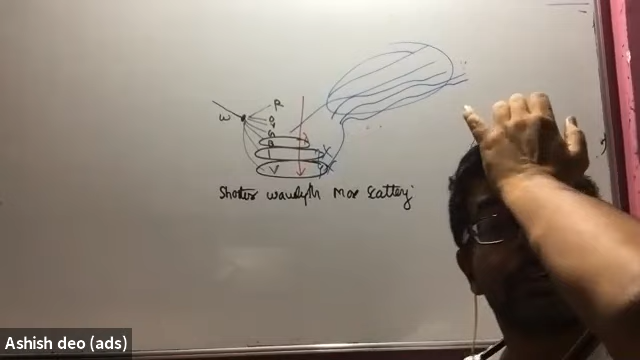 R
W
O
Y
G
B
I
V
Shorter wavelength More scattering
Ashish deo (ads)